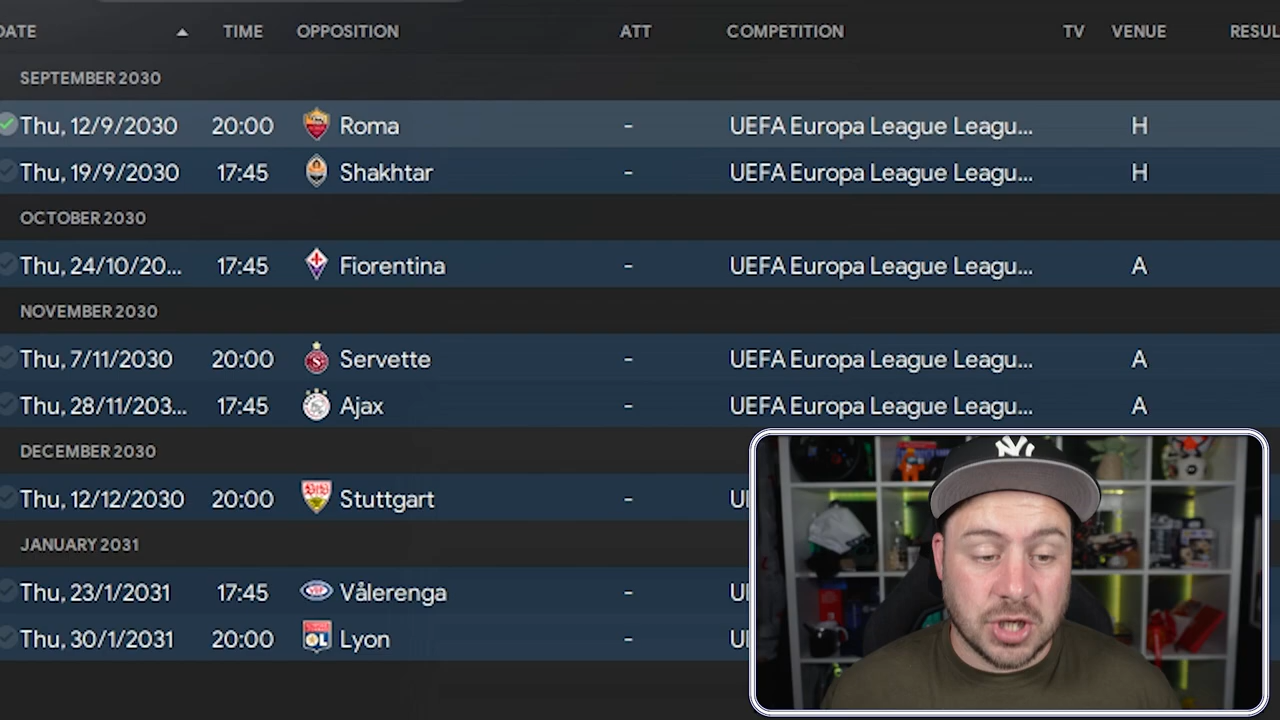 DATE TIME OPPOSITION ATT COMPETITION TV VENUE RESUL
SEPTEMBER 2030
Thu, 12/9/2030 20:00 Roma - UEFA Europa League Leagu... H
Thu, 19/9/2030 17:45 Shakhtar - UEFA Europa League Leagu... H
OCTOBER 2030
Thu, 24/10/20... 17:45 Fiorentina - UEFA Europa League Leagu... A
NOVEMBER 2030
Thu, 7/11/2030 20:00 Servette - UEFA Europa League Leagu... A
Thu, 28/11/203... 17:45 Ajax - UEFA Europa League Leagu... A
DECEMBER 2030
Thu, 12/12/2030 20:00 Stuttgart - UE
JANUARY 2031
Thu, 23/1/2031 17:45 Vålerenga - UE
Thu, 30/1/2031 20:00 Lyon - UE
NY